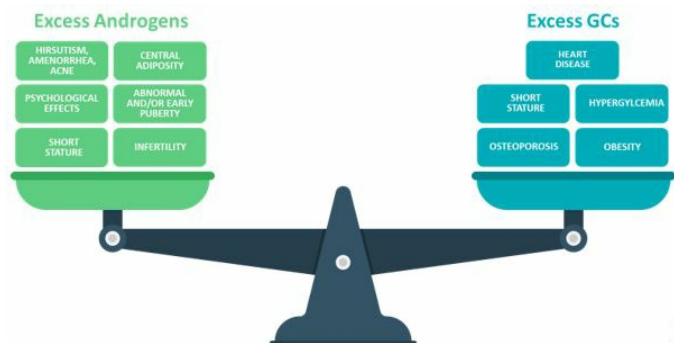 Excess Androgens
HIRSUTISM,
AMENORRHEA,
ACNE
CENTRAL
ADIPOSITY
PSYCHOLOGICAL
EFFECTS
ABNORMAL
AND/OR EARLY
PUBERTY
SHORT
STATURE
INFERTILITY
Excess GCs
HEART
DISEASE
SHORT
STATURE
HYPERGYLCEMIA
OSTEOPOROSIS
OBESITY